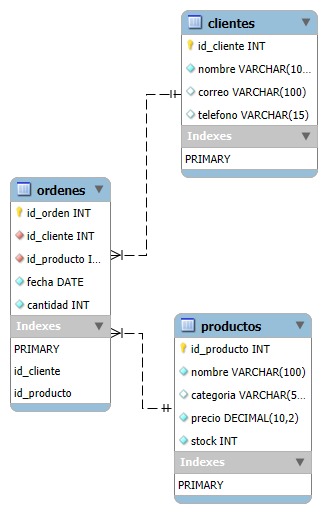 clientes
id_cliente INT
nombre VARCHAR(10...
correo VARCHAR(100)
telefono VARCHAR(15)
Indexes
PRIMARY
ordenes
id_orden INT
id_cliente INT
id_producto I...
fecha DATE
cantidad INT
Indexes
PRIMARY
id_cliente
id_producto
productos
id_producto INT
nombre VARCHAR(100)
categoria VARCHAR(5...
precio DECIMAL(10,2)
stock INT
Indexes
PRIMARY